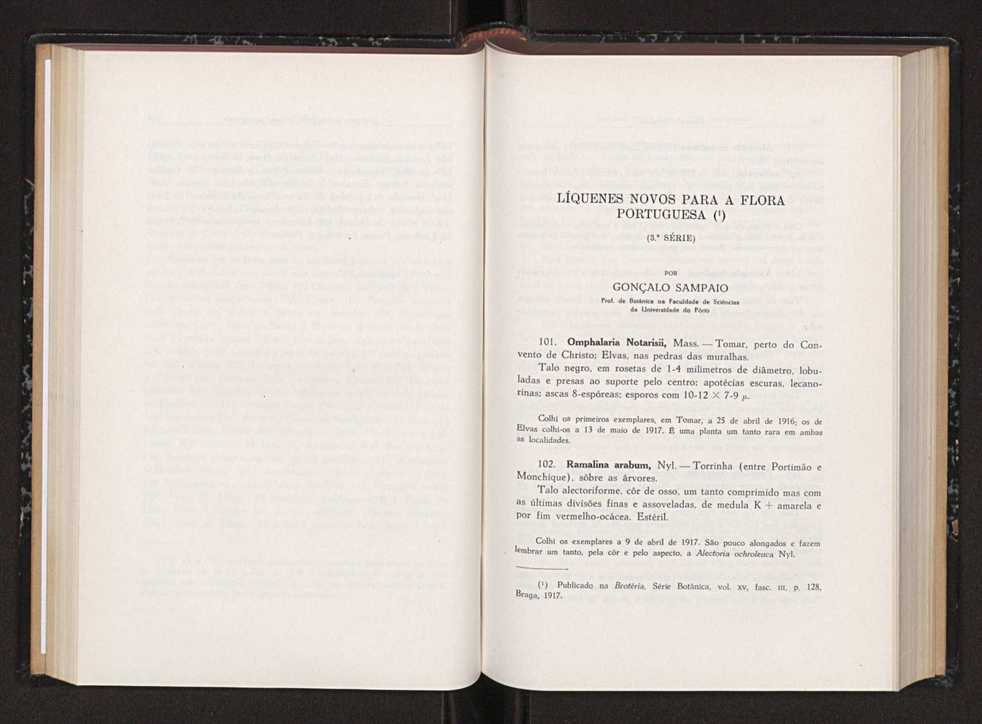 LÍQUENES NOVOS PARA A FLORA
PORTUGUESA (¹)
(3.ª SÉRIE)
POR
GONÇALO SAMPAIO
Prof. de Botânica na Faculdade de Sciências
da Universidade do Pôrto
101. Omphalaria Notarisii, Mass. — Tomar, perto do Con-
vento de Christo; Elvas, nas pedras das muralhas.
Talo negro, em rosetas de 1-4 milímetros de diâmetro, lobu-
ladas e presas ao suporte pelo centro; apotécias escuras, lecano-
rinas; ascas 8-espóreas; esporos com 10-12 × 7-9 μ.
Colhi os primeiros exemplares, em Tomar, a 25 de abril de 1916; os de
Elvas colhi-os a 13 de maio de 1917. É uma planta um tanto rara em ambas
as localidades.
102. Ramalina arabum, Nyl. — Torrinha (entre Portimão e
Monchique), sôbre as árvores.
Talo alectoriforme, côr de osso, um tanto comprimido mas com
as últimas divisões finas e assoveladas, de medula K + amarela e
por fim vermelho-ocácea. Estéril.
Colhi os exemplares a 9 de abril de 1917. São pouco alongados e fazem
lembrar um tanto, pela côr e pelo aspecto, a Alectoria ochroleuca Nyl.
(¹) Publicado na Brotéria, Série Botânica, vol. XV, fasc. III, p. 128,
Braga, 1917.